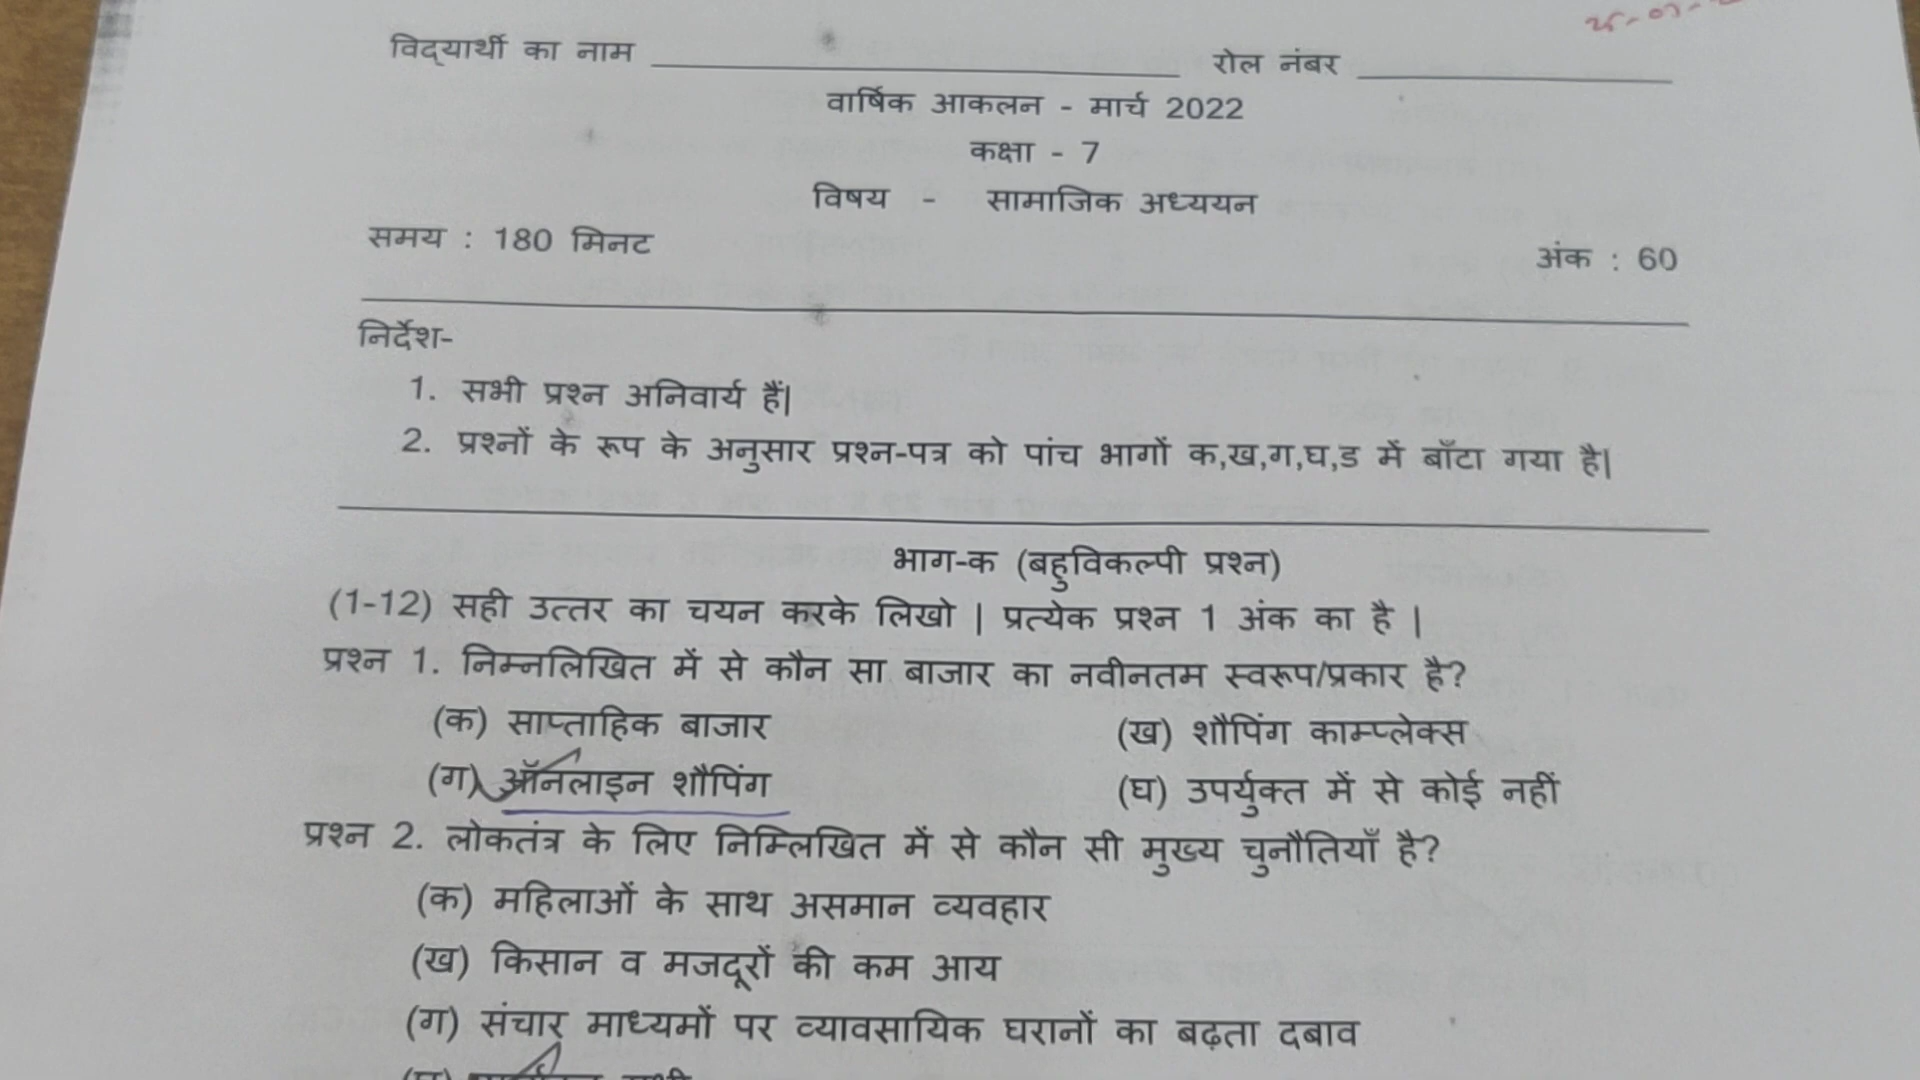 विद्यार्थी का नाम ____________ रोल नंबर ____________
वार्षिक आकलन - मार्च 2022
कक्षा - 7
विषय - सामाजिक अध्ययन
समय : 180 मिनट अंक : 60
निर्देश-
1. सभी प्रश्न अनिवार्य हैं|
2. प्रश्नों के रूप के अनुसार प्रश्न-पत्र को पांच भागों क,ख,ग,घ,ड में बाँटा गया है|
भाग-क (बहुविकल्पी प्रश्न)
(1-12) सही उत्तर का चयन करके लिखो | प्रत्येक प्रश्न 1 अंक का है |
प्रश्न 1. निम्नलिखित में से कौन सा बाजार का नवीनतम स्वरूप/प्रकार है?
(क) साप्ताहिक बाजार (ख) शौपिंग काम्प्लेक्स
(ग) ऑनलाइन शौपिंग (घ) उपर्युक्त में से कोई नहीं
प्रश्न 2. लोकतंत्र के लिए निम्लिखित में से कौन सी मुख्य चुनौतियाँ है?
(क) महिलाओं के साथ असमान व्यवहार
(ख) किसान व मजदूरों की कम आय
(ग) संचार माध्यमों पर व्यावसायिक घरानों का बढ़ता दबाव